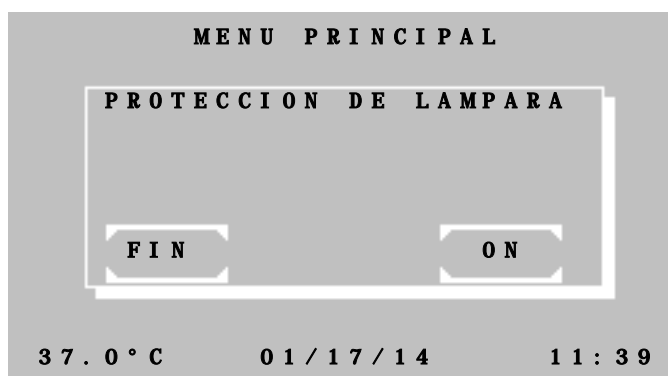 MENU PRINCIPAL
PROTECCION DE LAMPARA
FIN ON
37.0°C 01/17/14 11:39